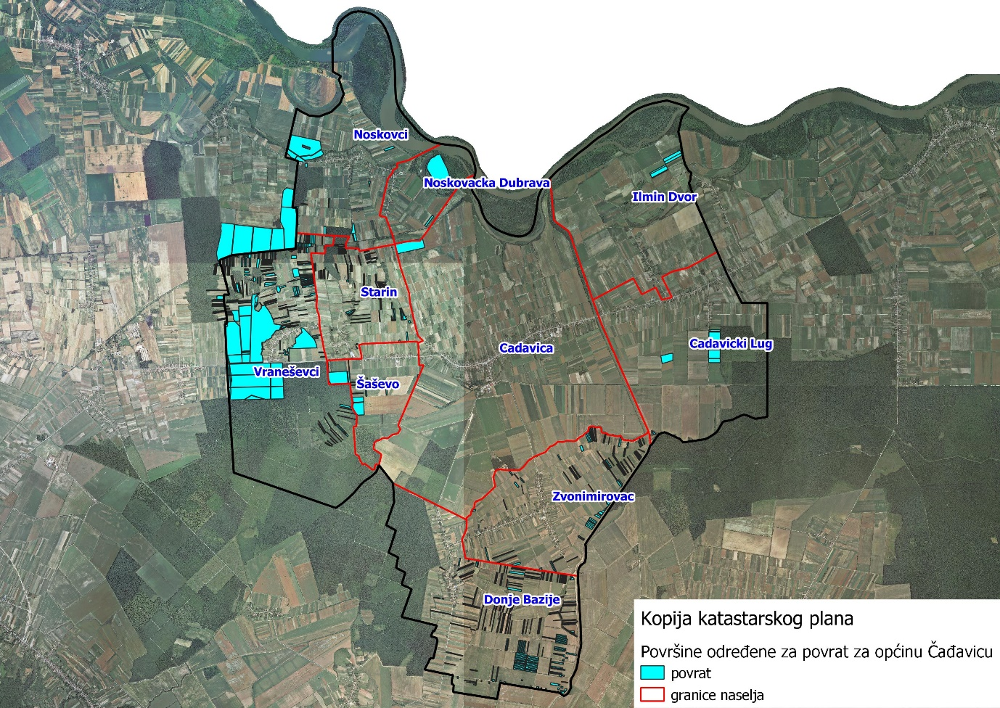 Noskovci
Noskovacka Dubrava
Ilmin Dvor
Starin
Cadavica
Cadavicki Lug
Vraneševci
Šaševo
Zvonimirovac
Donje Bazije
Kopija katastarskog plana
Površine određene za povrat za općinu Čađavicu
povrat
granice naselja